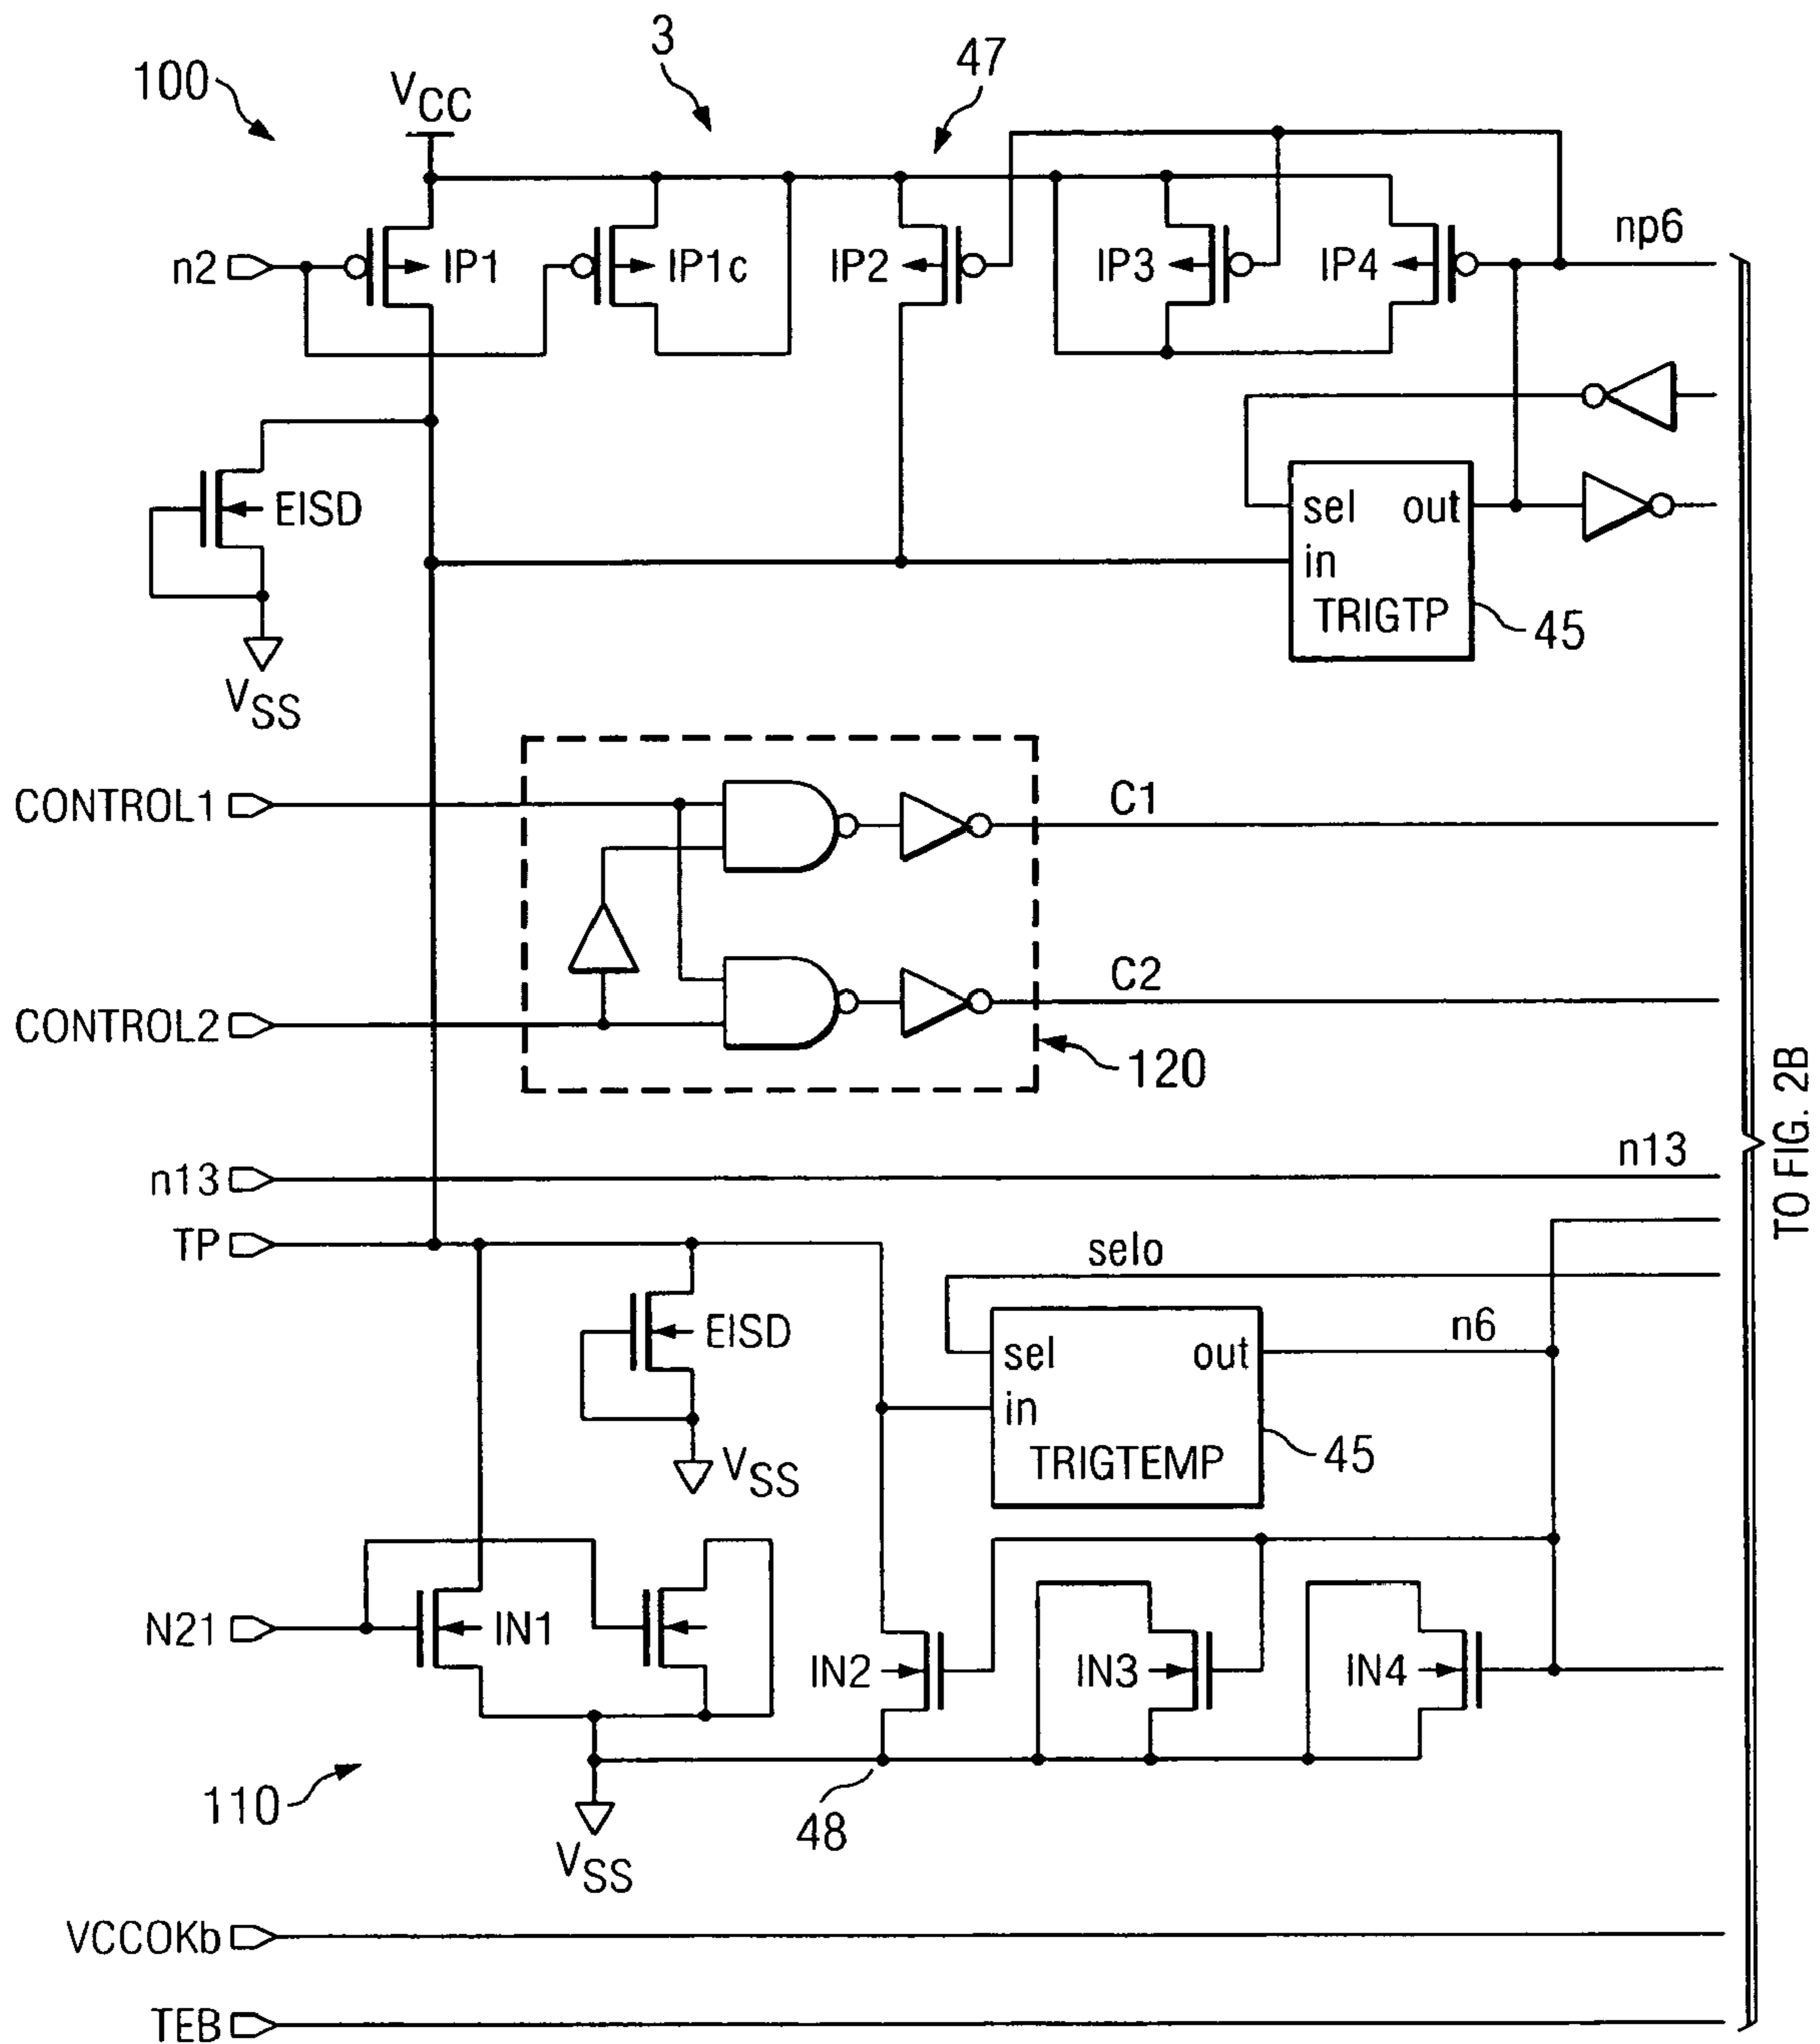 100
3
47
VCC
n2
IP1
IP1c
IP2
IP3
IP4
np6
EISD
sel
out
in
TRIGTP
45
VSS
CONTROL1
C1
CONTROL2
C2
120
TO FIG. 2B
n13
n13
TP
selo
EISD
sel
out
n6
in
TRIGTEMP
45
VSS
N21
IN1
IN2
IN3
IN4
110
48
VSS
VCCOKb
TEB